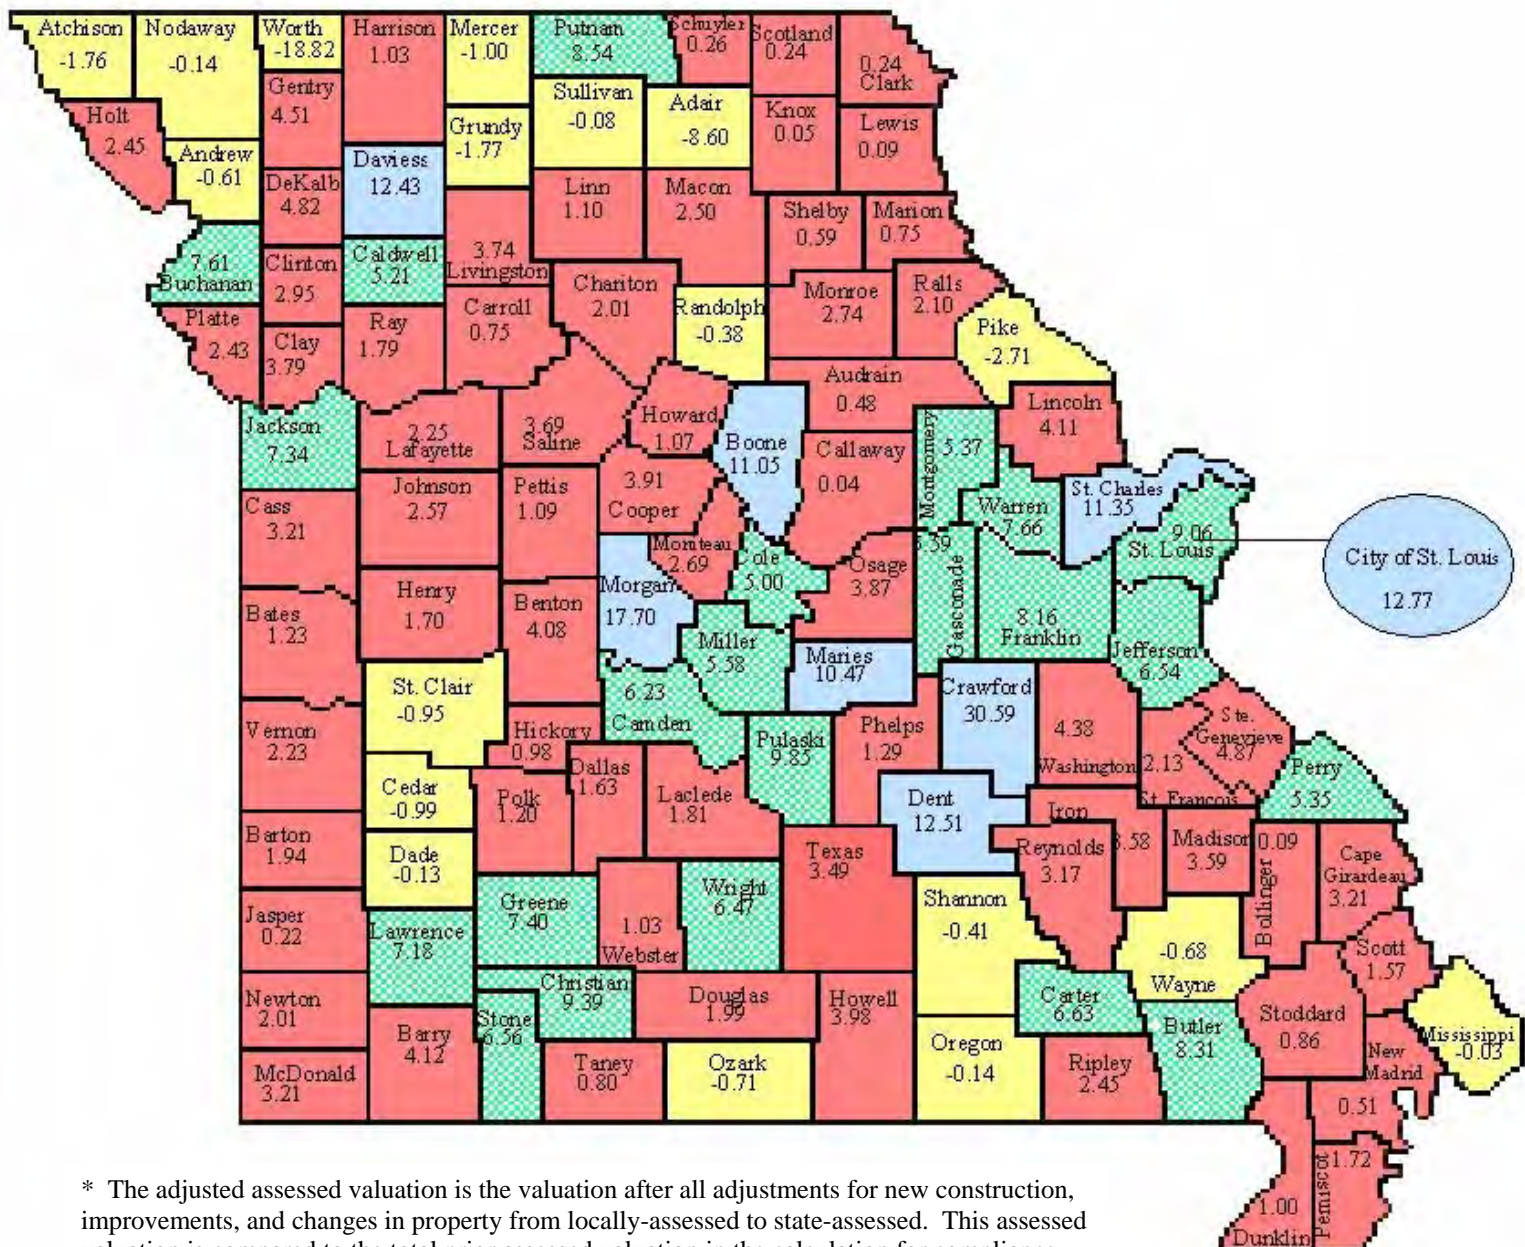 Atchison
-1.76
Nodaway
-0.14
Worth
-18.82
Harrison
1.03
Mercer
-1.00
Putnam
8.54
Schuyler
0.26
Scotland
0.24
0.24
Clark
Holt
2.45
Andrew
-0.61
Gentry
4.51
DeKalb
4.82
Daviess
12.43
Grundy
-1.77
Sullivan
-0.08
Adair
-8.60
Knox
0.05
Lewis
0.09
Linn
1.10
Macon
2.50
Shelby
0.59
Marion
0.75
7.61
Buchanan
Clinton
2.95
Caldwell
5.21
3.74
Livingston
Chariton
2.01
Randolph
-0.38
Monroe
2.74
Ralls
2.10
Pike
-2.71
Platte
2.43
Clay
3.79
Ray
1.79
Carroll
0.75
Audrain
0.48
Jackson
7.34
2.25
Lafayette
3.69
Saline
Howard
1.07
Boone
11.05
Callaway
0.04
Montgomery
5.37
Lincoln
4.11
Warren
7.66
St. Charles
11.35
9.06
St. Louis
City of St. Louis
12.77
Cass
3.21
Johnson
2.57
Pettis
1.09
3.91
Cooper
Moniteau
2.69
Cole
5.00
Osage
3.87
Gasconade
8.16
Franklin
Jefferson
6.54
Bates
1.23
Henry
1.70
Benton
4.08
Morgan
17.70
Miller
5.58
Maries
10.47
St. Clair
-0.95
6.23
Camden
Crawford
30.59
4.38
Washington
2.13
St. Francois
Ste.
Genevieve
4.87
Perry
5.35
Vernon
2.23
Hickory
0.98
Dallas
1.63
Pulaski
9.85
Phelps
1.29
Cedar
-0.99
Polk
1.20
Laclede
1.81
Dent
12.51
Iron
Reynolds
3.17
Madison
3.59
0.09
Bollinger
Cape
Girardeau
3.21
Barton
1.94
Dade
-0.13
Texas
3.49
Greene
7.40
1.03
Webster
Wright
6.47
Shannon
-0.41
-0.68
Wayne
Scott
1.57
Jasper
0.22
Lawrence
7.18
Christian
9.39
Douglas
1.99
Howell
3.98
Carter
6.63
Butler
8.31
Stoddard
0.86
Mississippi
-0.03
Newton
2.01
Barry
4.12
Stone
6.56
Taney
0.80
Ozark
-0.71
Oregon
-0.14
Ripley
2.45
New
Madrid
0.51
McDonald
3.21
1.00
Dunklin
Pemiscot
1.72
* The adjusted assessed valuation is the valuation after all adjustments for new construction,
improvements, and changes in property from locally-assessed to state-assessed. This assessed
valuation is compared to the total prior assessed valuation in the calculation for compliance